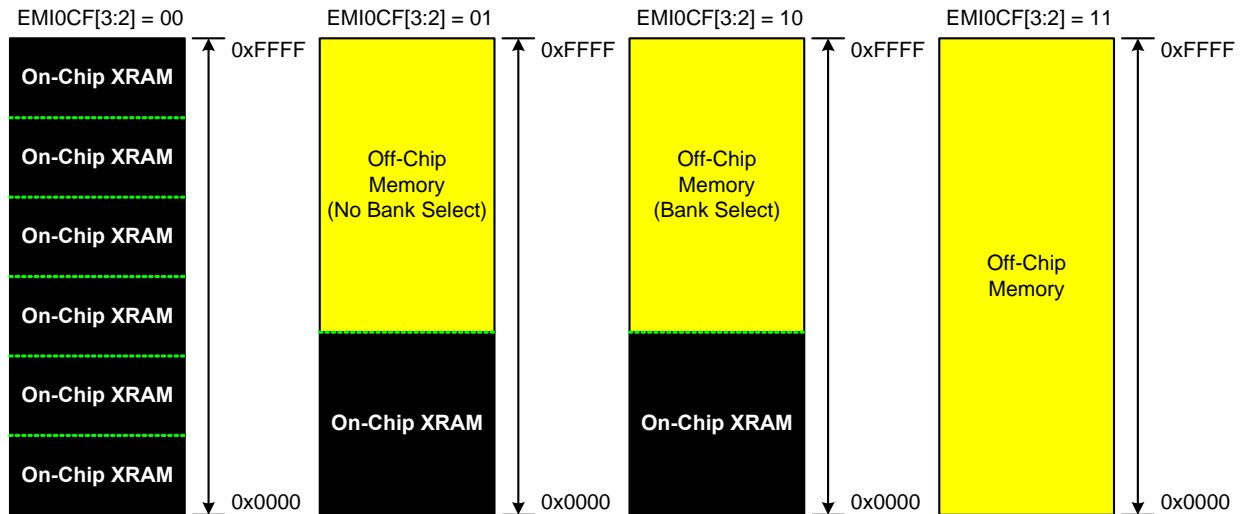 EMI0CF[3:2] = 00
On-Chip XRAM
On-Chip XRAM
On-Chip XRAM
On-Chip XRAM
On-Chip XRAM
On-Chip XRAM
0xFFFF
0x0000
EMI0CF[3:2] = 01
Off-Chip
Memory
(No Bank Select)
On-Chip XRAM
0xFFFF
0x0000
EMI0CF[3:2] = 10
Off-Chip
Memory
(Bank Select)
On-Chip XRAM
0xFFFF
0x0000
EMI0CF[3:2] = 11
Off-Chip
Memory
0xFFFF
0x0000